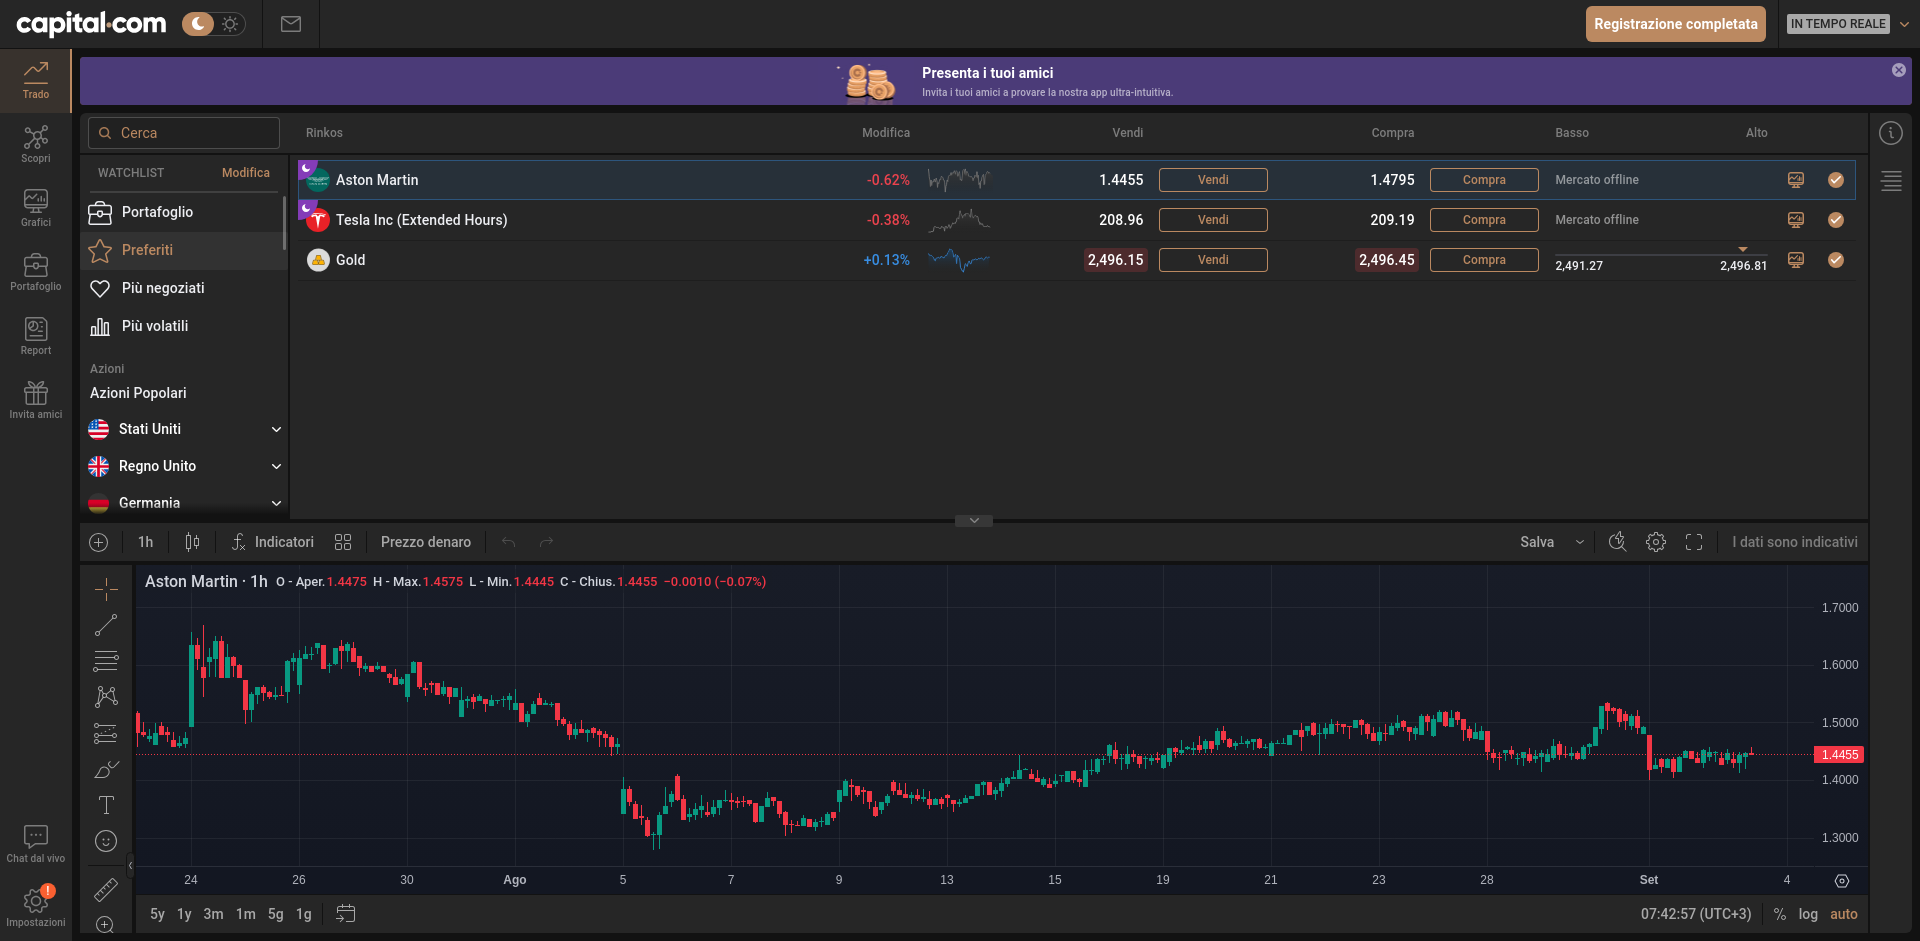 capital.com
Registrazione completata
IN TEMPO REALE
Trado
Scopri
Grafici
Portafoglio
Report
Invita amici
Chat dal vivo
!
Impostazioni
Presenta i tuoi amici
Invita i tuoi amici a provare la nostra app ultra-intuitiva.
Cerca
Rinkos Modifica Vendi Compra Basso Alto
WATCHLIST Modifica
Portafoglio
Preferiti
Più negoziati
Più volatili
Azioni
Azioni Popolari
Stati Uniti
Regno Unito
Germania
Aston Martin -0.62% 1.4455 Vendi 1.4795 Compra Mercato offline
Tesla Inc (Extended Hours) -0.38% 208.96 Vendi 209.19 Compra Mercato offline
Gold +0.13% 2,496.15 Vendi 2,496.45 Compra 2,491.27 2,496.81
1h Indicatori Prezzo denaro Salva I dati sono indicativi
Aston Martin · 1h O - Aper.1.4475 H - Max.1.4575 L - Min.1.4445 C - Chius.1.4455 −0.0010 (−0.07%)
1.7000
1.6000
1.5000
1.4455
1.4000
1.3000
24 26 30 Ago 5 7 9 13 15 19 21 23 28 Set 4
5y 1y 3m 1m 5g 1g 07:42:57 (UTC+3) % log auto